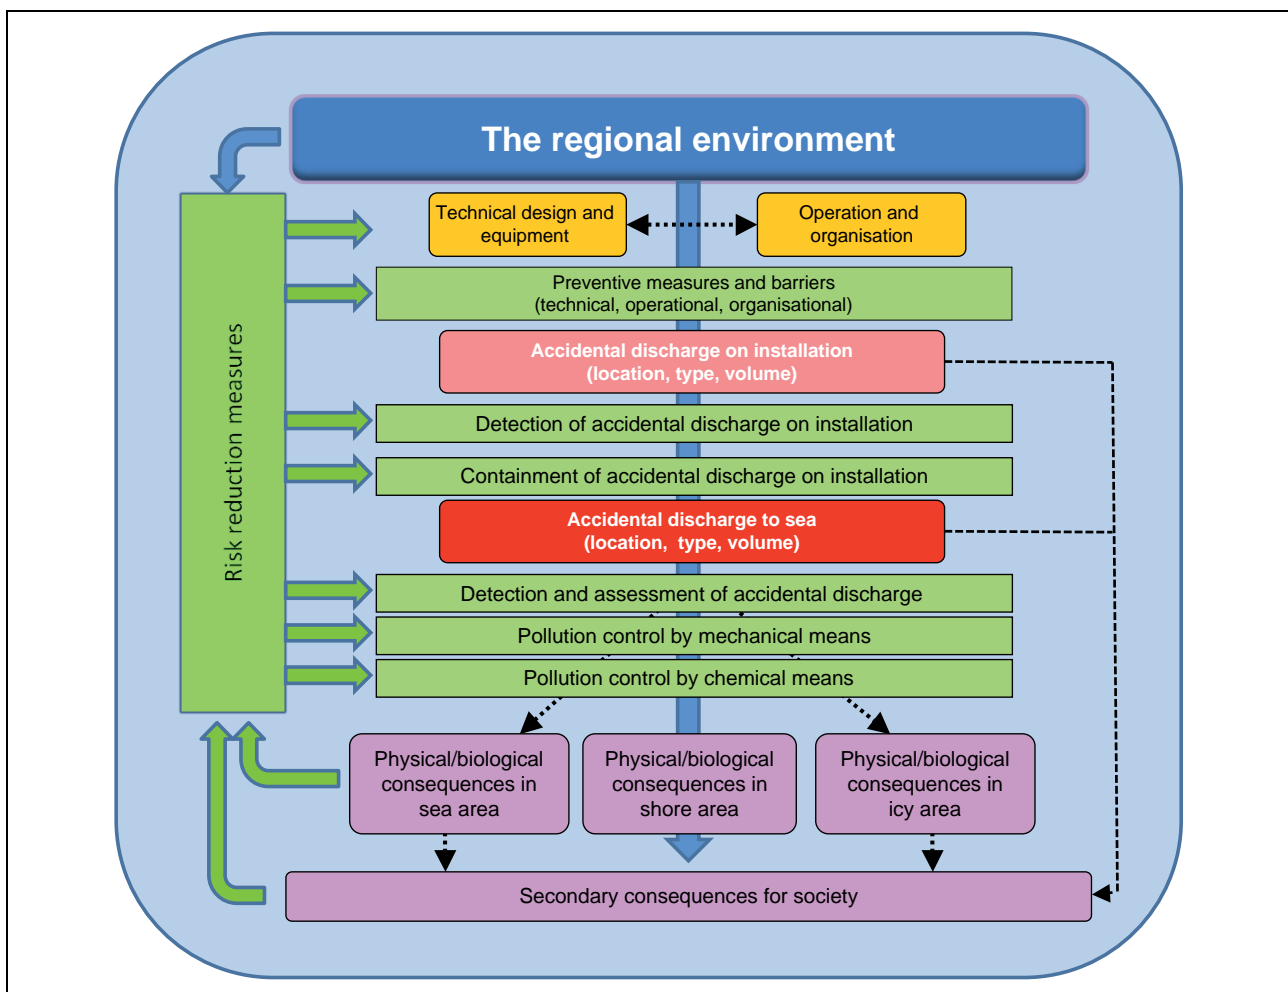 The regional environment
Technical design and
equipment
Operation and
organisation
Preventive measures and barriers
(technical, operational, organisational)
Accidental discharge on installation
(location, type, volume)
Risk reduction measures
Detection of accidental discharge on installation
Containment of accidental discharge on installation
Accidental discharge to sea
(location, type, volume)
Detection and assessment of accidental discharge
Pollution control by mechanical means
Pollution control by chemical means
Physical/biological
consequences in
sea area
Physical/biological
consequences in
shore area
Physical/biological
consequences in
icy area
Secondary consequences for society